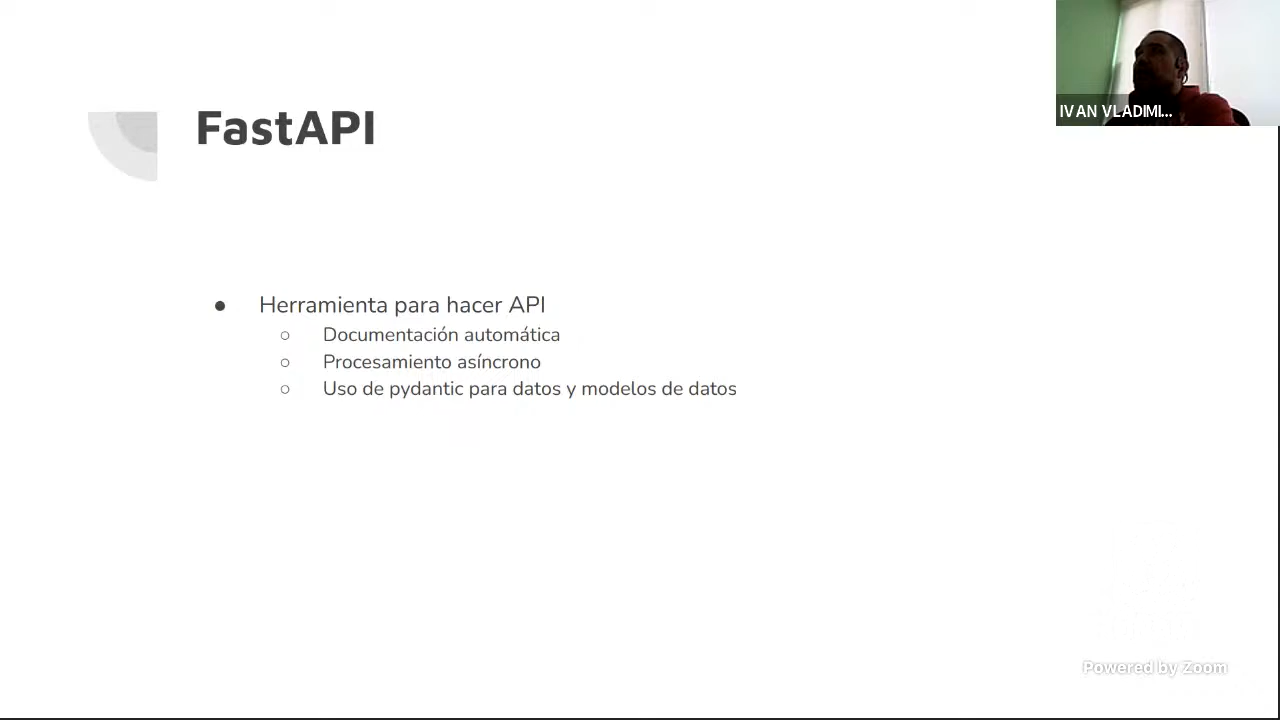 FastAPI
IVAN VLADIMI...
● Herramienta para hacer API
○ Documentación automática
○ Procesamiento asíncrono
○ Uso de pydantic para datos y modelos de datos
Powered by Zoom